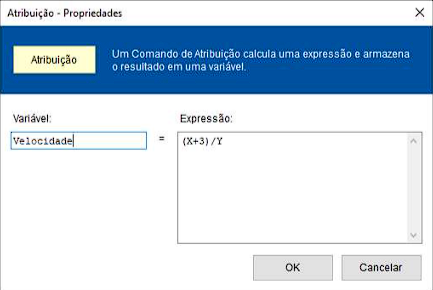 Atribuição - Propriedades
Atribuição
Um Comando de Atribuição calcula uma expressão e armazena
o resultado em uma variável.
Variável:
Expressão:
Velocidade
=
(X+3)/Y
OK
Cancelar